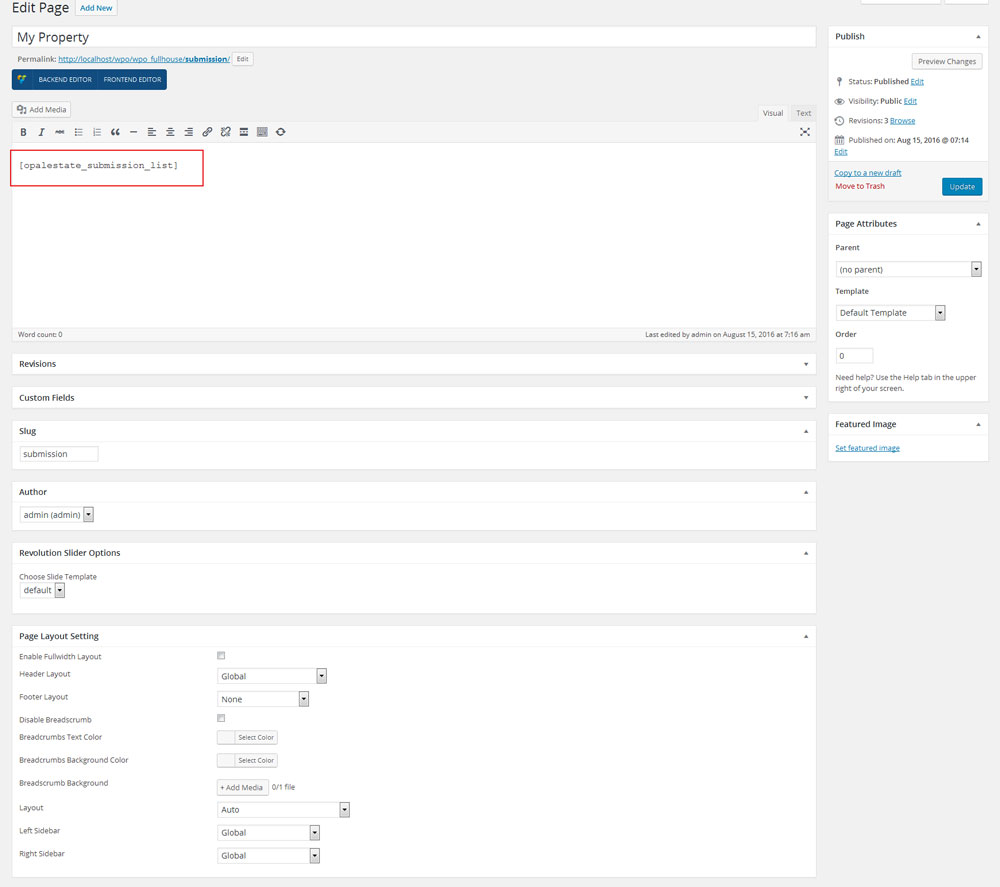 Edit Page Add New
My Property
Permalink: http://localhost/wpo/wpo_fullhouse/submission/ Edit
BACKEND EDITOR FRONTEND EDITOR
Add Media
Visual Text
B I ABC
[opalestate_submission_list]
Word count: 0 Last edited by admin on August 15, 2016 at 7:16 am
Revisions
Custom Fields
Slug
submission
Author
admin (admin)
Revolution Slider Options
Choose Slide Template
default
Page Layout Setting
Enable Fullwidth Layout
Header Layout Global
Footer Layout None
Disable Breadscrumb
Breadcrumbs Text Color Select Color
Breadcrumbs Background Color Select Color
Breadscrumb Background + Add Media 0/1 file
Layout Auto
Left Sidebar Global
Right Sidebar Global
Publish
Preview Changes
Status: Published Edit
Visibility: Public Edit
Revisions: 3 Browse
Published on: Aug 15, 2016 @ 07:14
Edit
Copy to a new draft
Move to Trash Update
Page Attributes
Parent
(no parent)
Template
Default Template
Order
0
Need help? Use the Help tab in the upper
right of your screen.
Featured Image
Set featured image